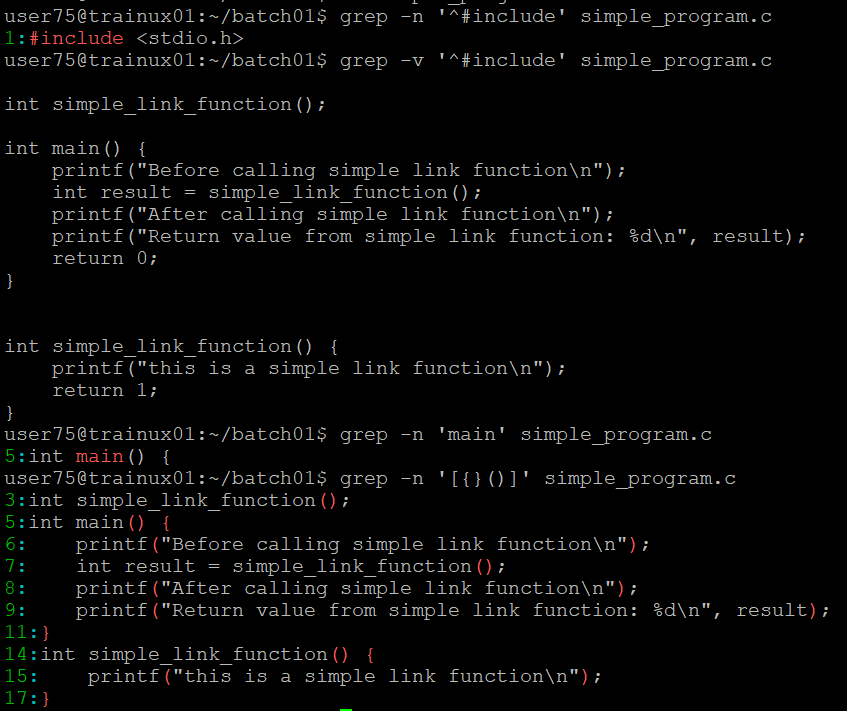 user75@trainux01:~/batch01$ grep -n '^#include' simple_program.c
1:#include <stdio.h>
user75@trainux01:~/batch01$ grep -v '^#include' simple_program.c

int simple_link_function();

int main() {
    printf("Before calling simple link function\n");
    int result = simple_link_function();
    printf("After calling simple link function\n");
    printf("Return value from simple link function: %d\n", result);
    return 0;
}


int simple_link_function() {
    printf("this is a simple link function\n");
    return 1;
}
user75@trainux01:~/batch01$ grep -n 'main' simple_program.c
5:int main() {
user75@trainux01:~/batch01$ grep -n '[{}()]' simple_program.c
3:int simple_link_function();
5:int main() {
6:    printf("Before calling simple link function\n");
7:    int result = simple_link_function();
8:    printf("After calling simple link function\n");
9:    printf("Return value from simple link function: %d\n", result);
11:}
14:int simple_link_function() {
15:    printf("this is a simple link function\n");
17:}